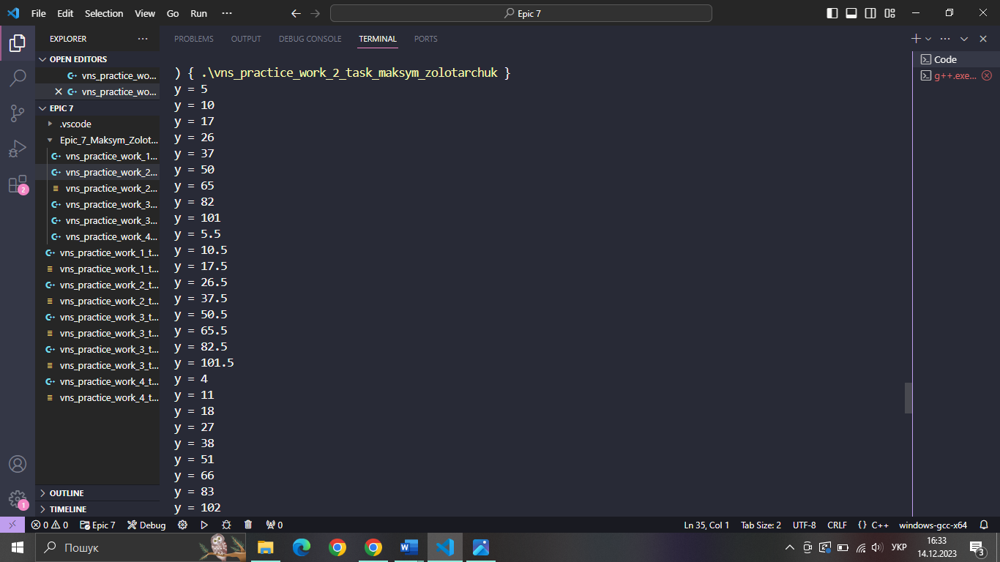 File Edit Selection View Go Run ··· Epic 7
EXPLORER ···
OPEN EDITORS
vns_practice_wo...
vns_practice_wo...
EPIC 7
.vscode
Epic_7_Maksym_Zolot...
vns_practice_work_1...
vns_practice_work_2...
vns_practice_work_2...
vns_practice_work_3...
vns_practice_work_3...
vns_practice_work_4...
vns_practice_work_1_t...
vns_practice_work_1_t...
vns_practice_work_2_t...
vns_practice_work_2_t...
vns_practice_work_3_t...
vns_practice_work_3_t...
vns_practice_work_3_t...
vns_practice_work_3_t...
vns_practice_work_4_t...
vns_practice_work_4_t...
OUTLINE
TIMELINE
2
1
PROBLEMS OUTPUT DEBUG CONSOLE TERMINAL PORTS
) { .\vns_practice_work_2_task_maksym_zolotarchuk }
y = 5
y = 10
y = 17
y = 26
y = 37
y = 50
y = 65
y = 82
y = 101
y = 5.5
y = 10.5
y = 17.5
y = 26.5
y = 37.5
y = 50.5
y = 65.5
y = 82.5
y = 101.5
y = 4
y = 11
y = 18
y = 27
y = 38
y = 51
y = 66
y = 83
y = 102
Code
g++.exe...
0 0 Epic 7 Debug 0 Ln 35, Col 1 Tab Size: 2 UTF-8 CRLF {} C++ windows-gcc-x64
Пошук УКР 16:33
14.12.2023 3